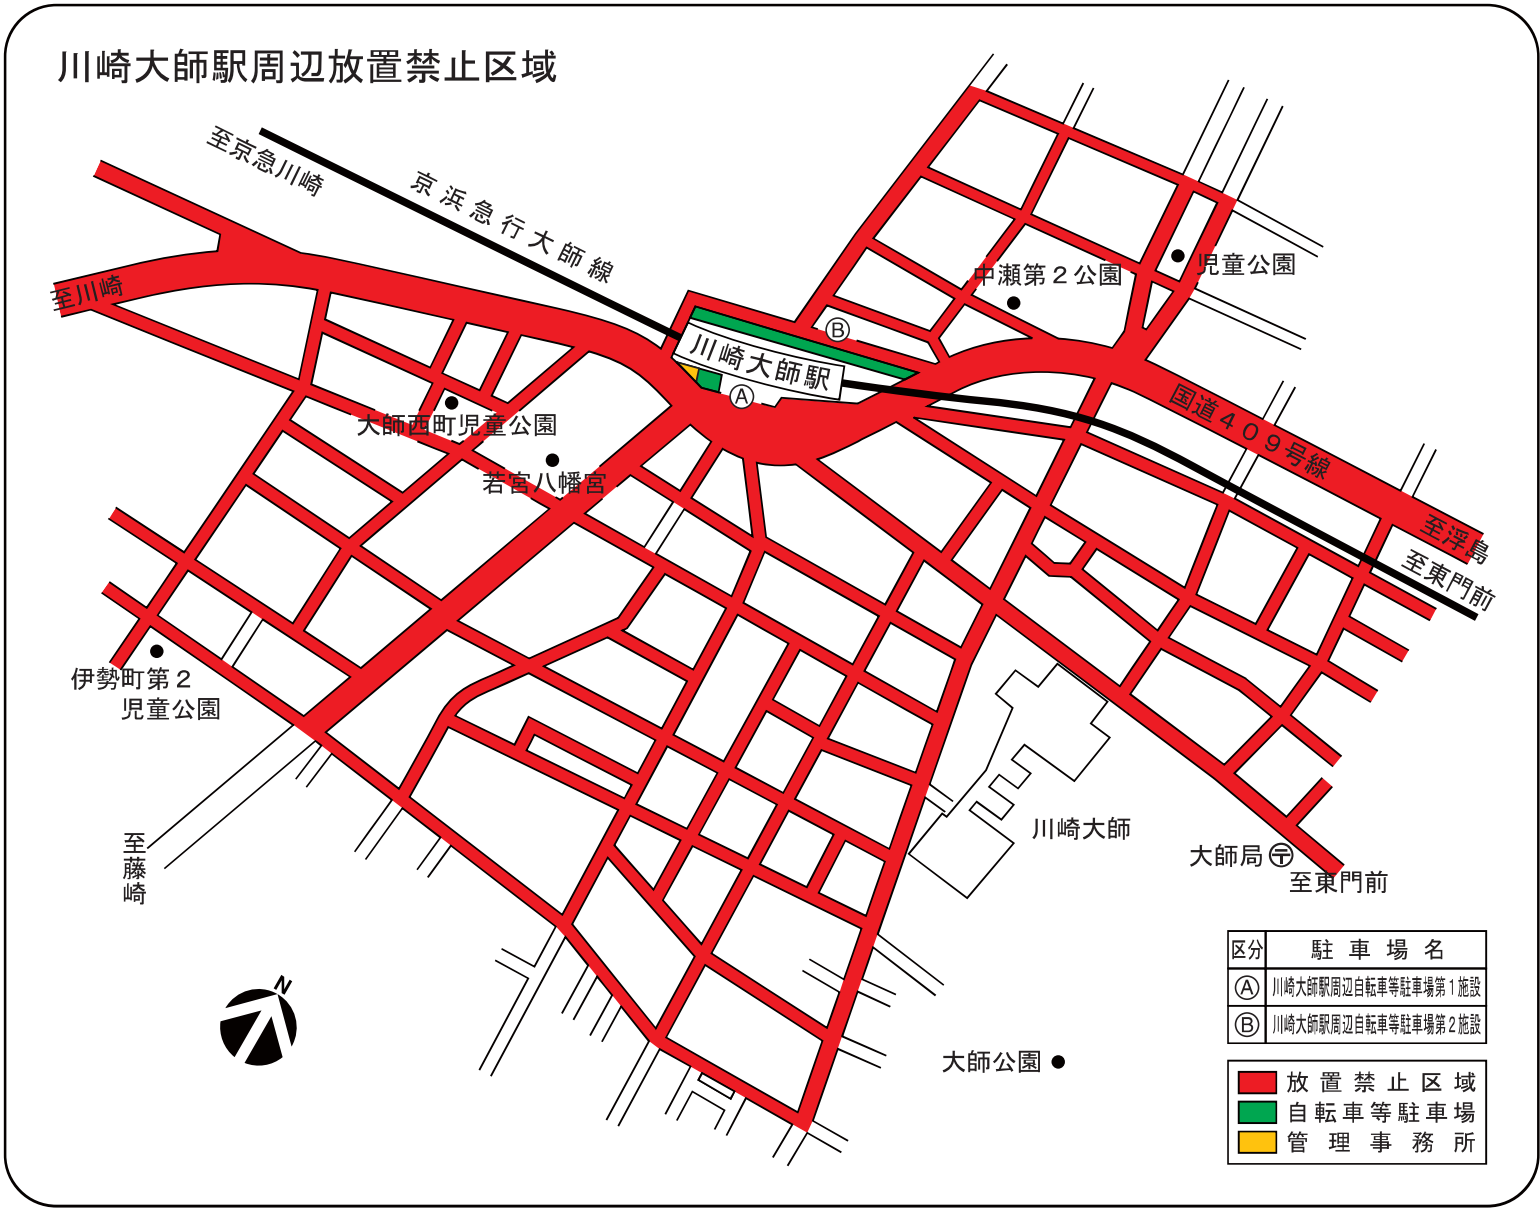 川崎大師駅周辺放置禁止区域
至京急川崎
京浜急行大師線
至川崎
川崎大師駅
Ⓐ
Ⓑ
中瀬第２公園
児童公園
国道４０９号線
至浮島
至東門前
大師西町児童公園
若宮八幡宮
伊勢町第２
児童公園
至藤崎
川崎大師
大師局〒
至東門前
大師公園
N
区分 駐車場名
Ⓐ 川崎大師駅周辺自転車等駐車場第１施設
Ⓑ 川崎大師駅周辺自転車等駐車場第２施設
放置禁止区域
自転車等駐車場
管理事務所